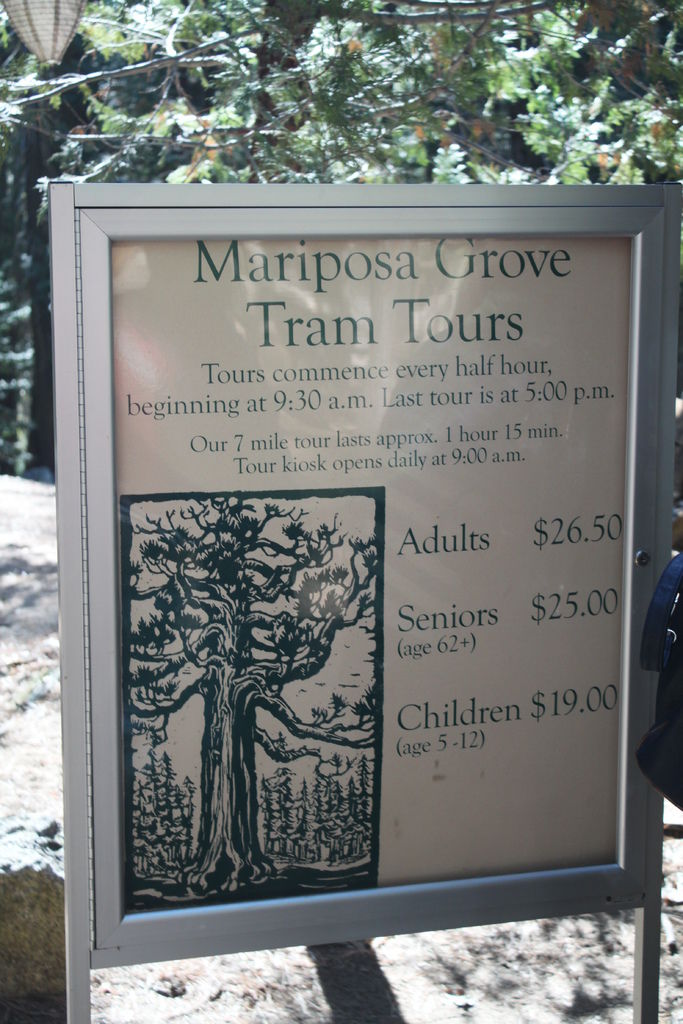 Mariposa Grove
Tram Tours
Tours commence every half hour,
beginning at 9:30 a.m. Last tour is at 5:00 p.m.
Our 7 mile tour lasts approx. 1 hour 15 min.
Tour kiosk opens daily at 9:00 a.m.
Adults $26.50
Seniors $25.00
(age 62+)
Children $19.00
(age 5 -12)